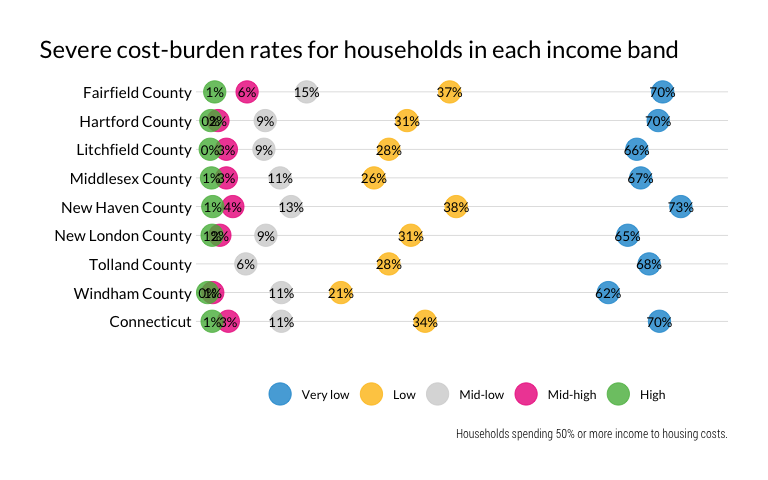 Severe cost-burden rates for households in each income band
Fairfield County 1% 6% 15% 37% 70%
Hartford County 0% 2% 9% 31% 70%
Litchfield County 0% 3% 9% 28% 66%
Middlesex County 1% 3% 11% 26% 67%
New Haven County 1% 4% 13% 38% 73%
New London County 1% 2% 9% 31% 65%
Tolland County 6% 28% 68%
Windham County 0% 1% 11% 21% 62%
Connecticut 1% 3% 11% 34% 70%
Very low Low Mid-low Mid-high High
Households spending 50% or more income to housing costs.